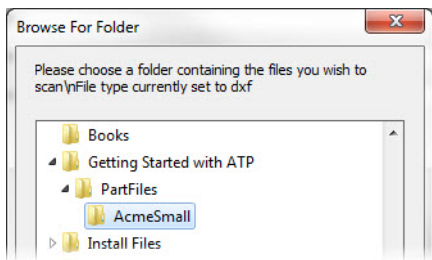 Browse For Folder
Please choose a folder containing the files you wish to
scan\nFile type currently set to dxf
Books
Getting Started with ATP
PartFiles
AcmeSmall
Install Files